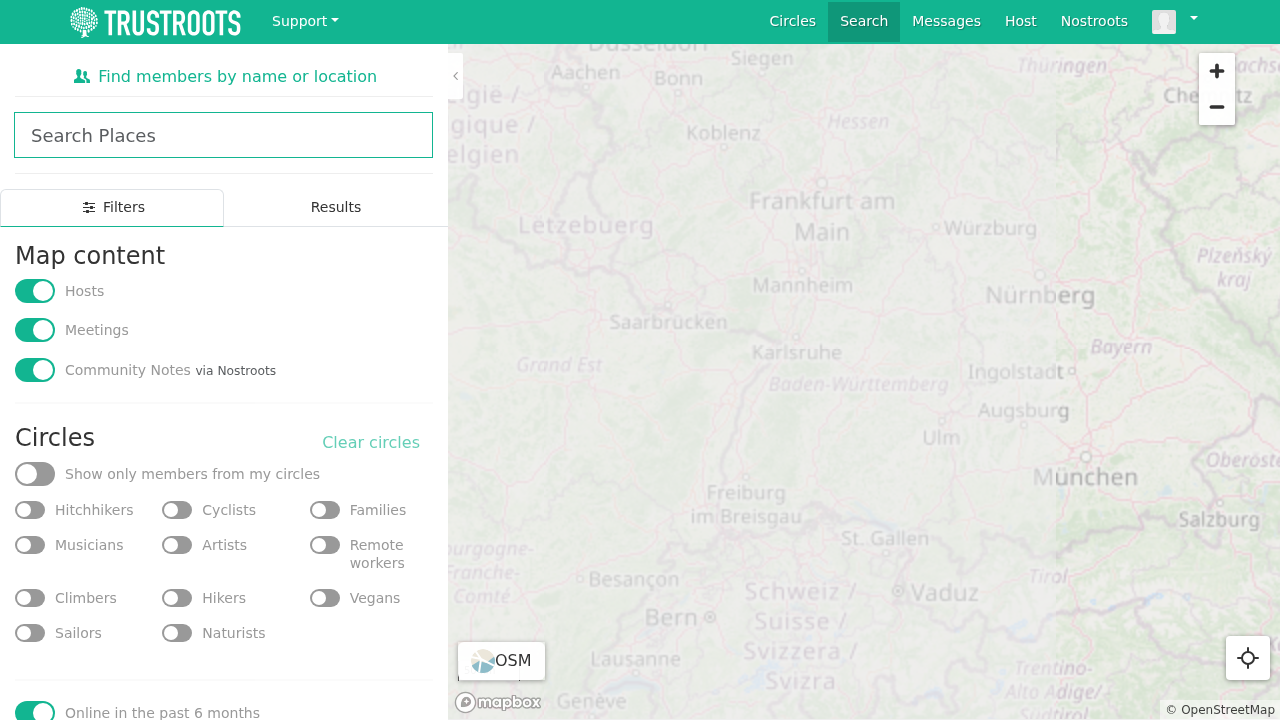 TRUSTROOTS
Support
Circles
Search
Messages
Host
Nostroots
Find members by name or location
Search Places
Filters
Results
Map content
Hosts
Meetings
Community Notes via Nostroots
Circles
Clear circles
Show only members from my circles
Hitchhikers
Cyclists
Families
Musicians
Artists
Remote
workers
Climbers
Hikers
Vegans
Sailors
Naturists
Online in the past 6 months
Düsseldorf
Siegen
Thüringen
Aachen
Bonn
Koblenz
Hessen
Frankfurt am
Main
Letzebuerg
Würzburg
Plzeňský
kraj
Mannheim
Nürnberg
Saarbrücken
Grand Est
Karlsruhe
Bayern
Baden-Württemberg
Ingolstadt
Augsburg
Ulm
München
Freiburg
im Breisgau
Salzburg
St. Gallen
Besançon
Tirol
Schweiz /
Suisse /
Svizzera /
Svizra
Vaduz
Bern
Lausanne
Genève
Trentino-
Alto Adige/-
OSM
mapbox
© OpenStreetMap